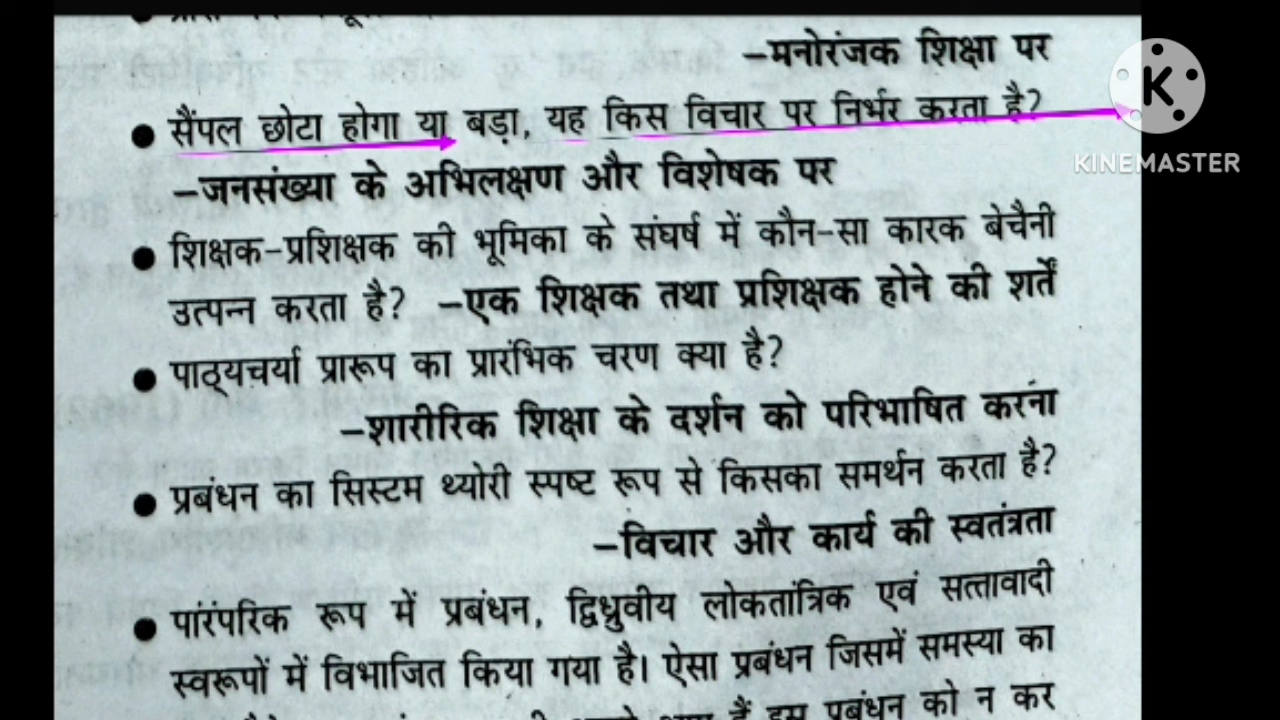 –मनोरंजक शिक्षा पर
● सैंपल छोटा होगा या बड़ा, यह किस विचार पर निर्भर करता है?
–जनसंख्या के अभिलक्षण और विशेषक पर
● शिक्षक-प्रशिक्षक की भूमिका के संघर्ष में कौन-सा कारक बेचैनी
उत्पन्न करता है? –एक शिक्षक तथा प्रशिक्षक होने की शर्तें
● पाठ्यचर्या प्रारूप का प्रारंभिक चरण क्या है?
–शारीरिक शिक्षा के दर्शन को परिभाषित करना
● प्रबंधन का सिस्टम थ्योरी स्पष्ट रूप से किसका समर्थन करता है?
–विचार और कार्य की स्वतंत्रता
● पारंपरिक रूप में प्रबंधन, द्विध्रुवीय लोकतांत्रिक एवं सत्तावादी
स्वरूपों में विभाजित किया गया है। ऐसा प्रबंधन जिसमें समस्या का
प्रबंधन को न कर
K
KINEMASTER